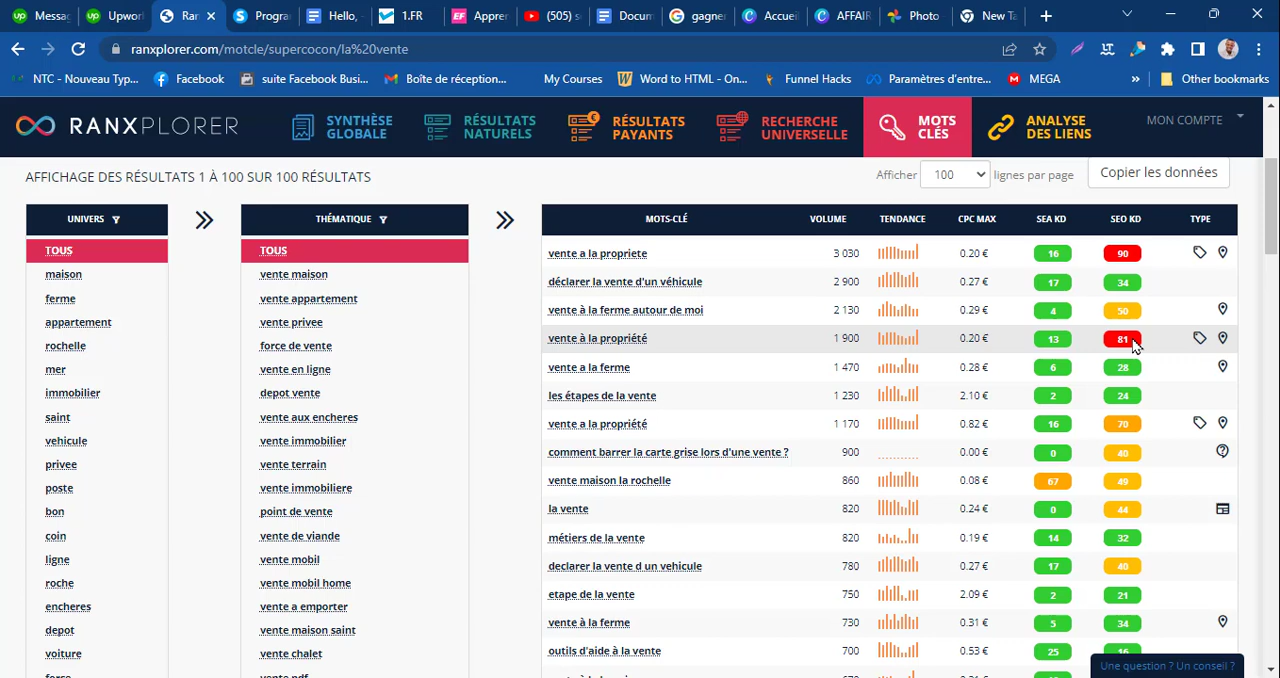 Messag
Upwor
Ran
Progra
Hello,
1.FR
Apprer
(505) s
Docum
gagner
Accuei
AFFAIR
Photo
New Ta
ranxplorer.com/motcle/supercocon/la%20vente
NTC - Nouveau Typ...
Facebook
suite Facebook Busi...
Boîte de réception...
My Courses
Word to HTML - On...
Funnel Hacks
Paramètres d'entre...
MEGA
»
Other bookmarks
RANXPLORER
SYNTHÈSE GLOBALE
RÉSULTATS NATURELS
RÉSULTATS PAYANTS
RECHERCHE UNIVERSELLE
MOTS CLÉS
ANALYSE DES LIENS
MON COMPTE
AFFICHAGE DES RÉSULTATS 1 À 100 SUR 100 RÉSULTATS
Afficher 100 lignes par page
Copier les données
UNIVERS
TOUS
maison
ferme
appartement
rochelle
mer
immobilier
saint
vehicule
privee
poste
bon
coin
ligne
roche
encheres
depot
voiture
THÉMATIQUE
TOUS
vente maison
vente appartement
vente privee
force de vente
vente en ligne
depot vente
vente aux encheres
vente immobilier
vente terrain
vente immobiliere
point de vente
vente de viande
vente mobil
vente mobil home
vente a emporter
vente maison saint
vente chalet
vente pdf
MOTS-CLÉ VOLUME TENDANCE CPC MAX SEA KD SEO KD TYPE
vente a la propriete 3 030 0.20 € 16 90
déclarer la vente d'un véhicule 2 900 0.27 € 17 34
vente à la ferme autour de moi 2 130 0.29 € 4 50
vente à la propriété 1 900 0.20 € 13 81
vente a la ferme 1 470 0.28 € 6 28
les étapes de la vente 1 230 2.10 € 2 24
vente a la propriété 1 170 0.82 € 16 70
comment barrer la carte grise lors d'une vente ? 900 0.00 € 0 40
vente maison la rochelle 860 0.08 € 67 49
la vente 820 0.24 € 0 44
métiers de la vente 820 0.19 € 14 32
declarer la vente d un vehicule 780 0.27 € 17 40
etape de la vente 750 2.09 € 2 21
vente à la ferme 730 0.31 € 5 34
outils d'aide à la vente 700 0.53 € 25 16
Une question ? Un conseil ?